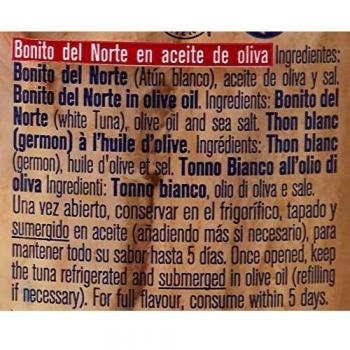 Bonito del Norte en aceite de oliva Ingredientes:
Bonito del Norte (Atún blanco), aceite de oliva y sal.
Bonito del Norte in olive oil. Ingredients: Bonito del
Norte (white Tuna), olive oil and sea salt. Thon blanc
(germon) à l'huile d'olive. Ingrédients: Thon blanc
(germon), huile d'olive et sel. Tonno Bianco all'olio di
oliva Ingredienti: Tonno bianco, olio di oliva e sale.
Una vez abierto, conservar en el frigorífico, tapado y
sumergido en aceite (añadiendo más si necesario), para
mantener todo su sabor hasta 5 días. Once opened, keep
the tuna refrigerated and submerged in olive oil (refilling
if necessary). For full flavour, consume within 5 days.